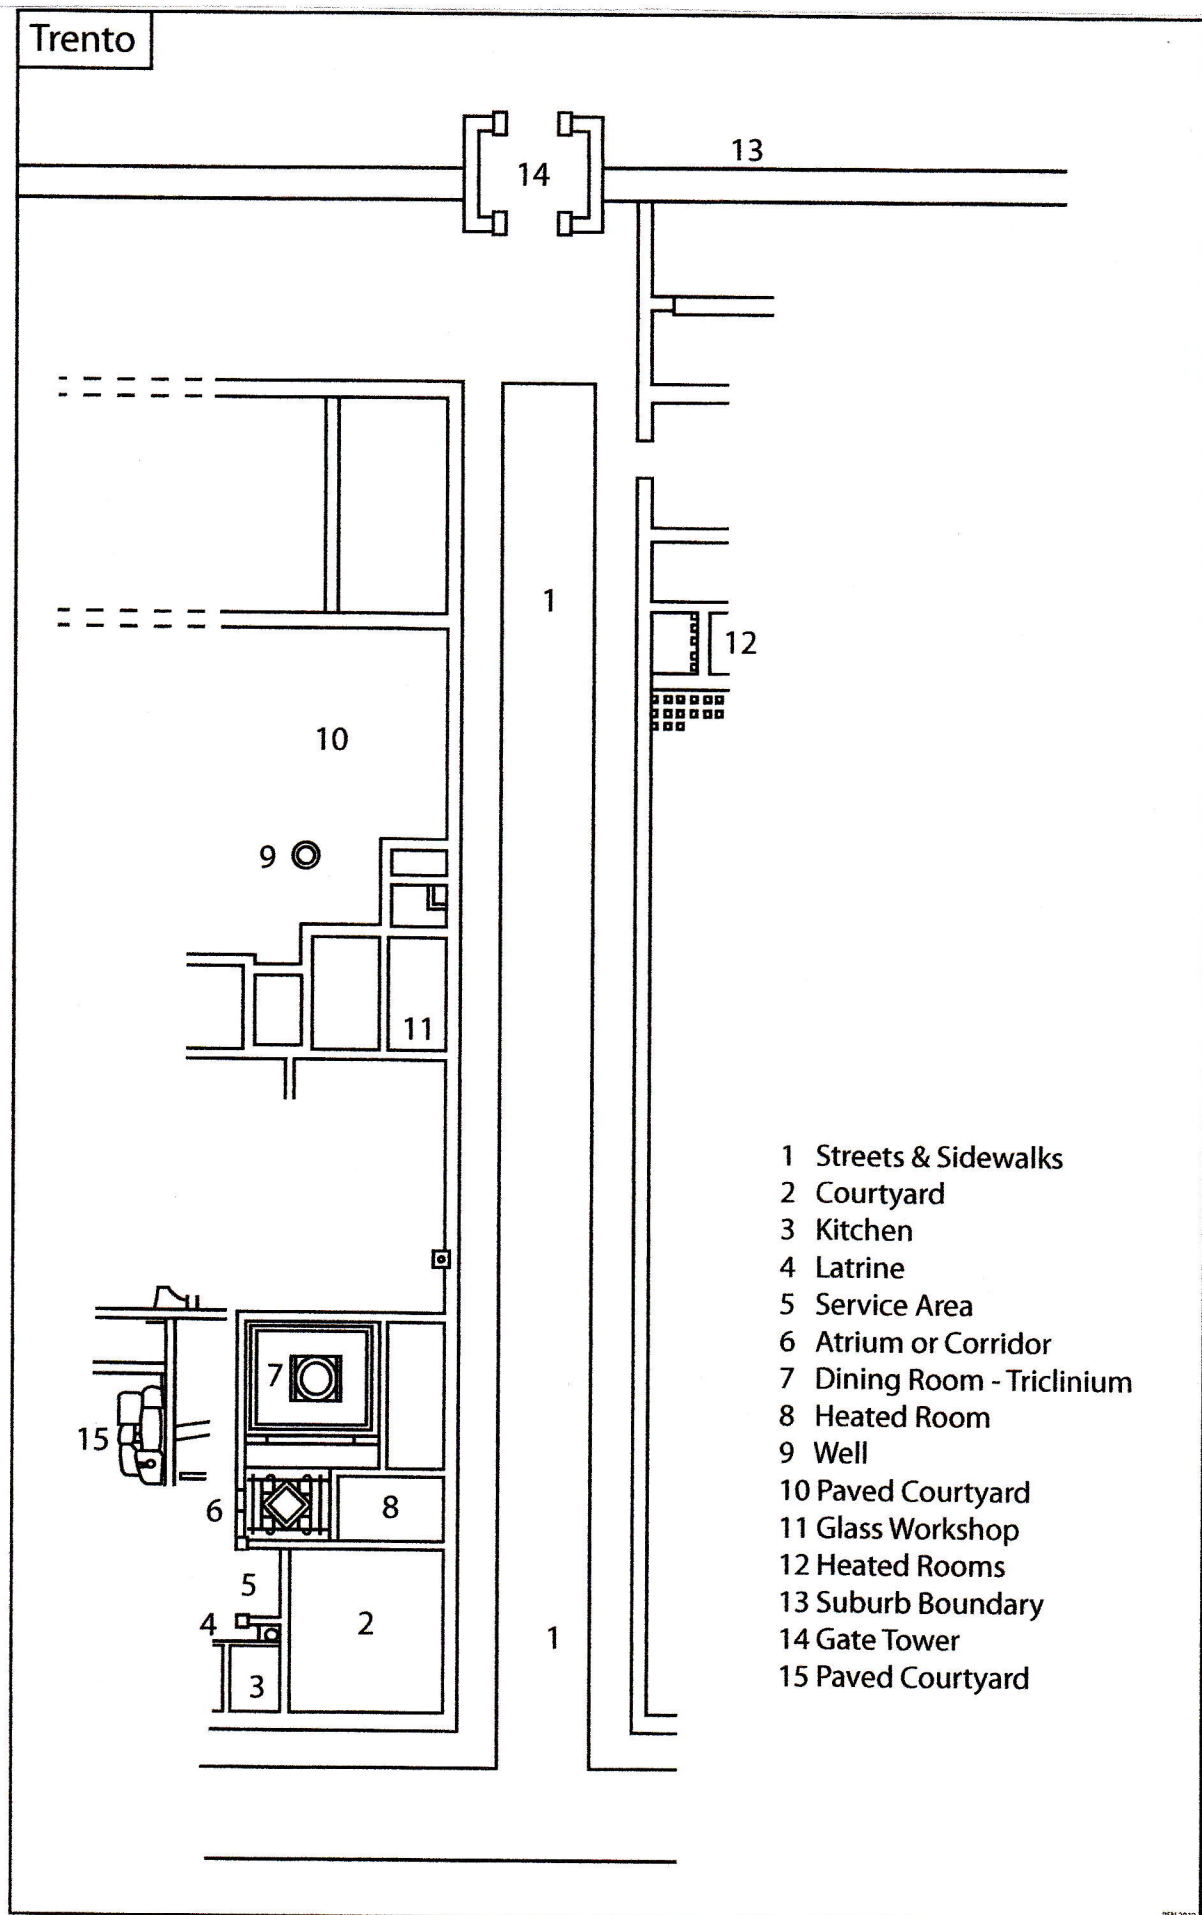 Trento
13
14
1
12
10
9
11
7
15
6
8
5
4
2
1
3
1 Streets & Sidewalks
2 Courtyard
3 Kitchen
4 Latrine
5 Service Area
6 Atrium or Corridor
7 Dining Room - Triclinium
8 Heated Room
9 Well
10 Paved Courtyard
11 Glass Workshop
12 Heated Rooms
13 Suburb Boundary
14 Gate Tower
15 Paved Courtyard